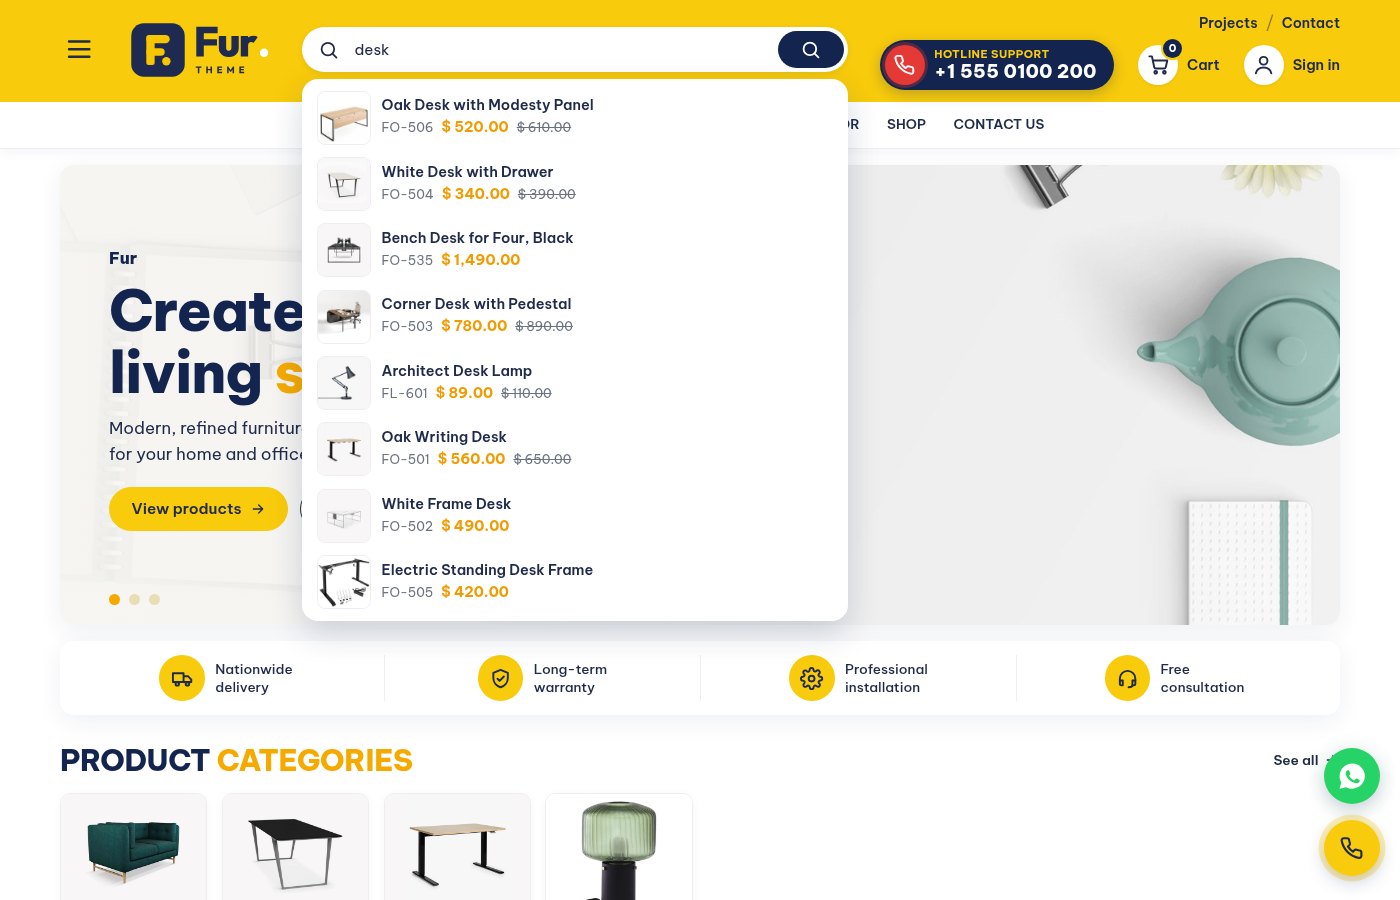 Projects / Contact
Fur.
THEME
desk
HOTLINE SUPPORT
+1 555 0100 200
0
Cart
Sign in
SHOP
CONTACT US
Oak Desk with Modesty Panel
FO-506 $ 520.00 $ 610.00
White Desk with Drawer
FO-504 $ 340.00 $ 390.00
Bench Desk for Four, Black
FO-535 $ 1,490.00
Corner Desk with Pedestal
FO-503 $ 780.00 $ 890.00
Architect Desk Lamp
FL-601 $ 89.00 $ 110.00
Oak Writing Desk
FO-501 $ 560.00 $ 650.00
White Frame Desk
FO-502 $ 490.00
Electric Standing Desk Frame
FO-505 $ 420.00
Fur
Create
living
Modern, refined
for your home and office
View products
Nationwide
delivery
Long-term
warranty
Professional
installation
Free
consultation
PRODUCT CATEGORIES
See all